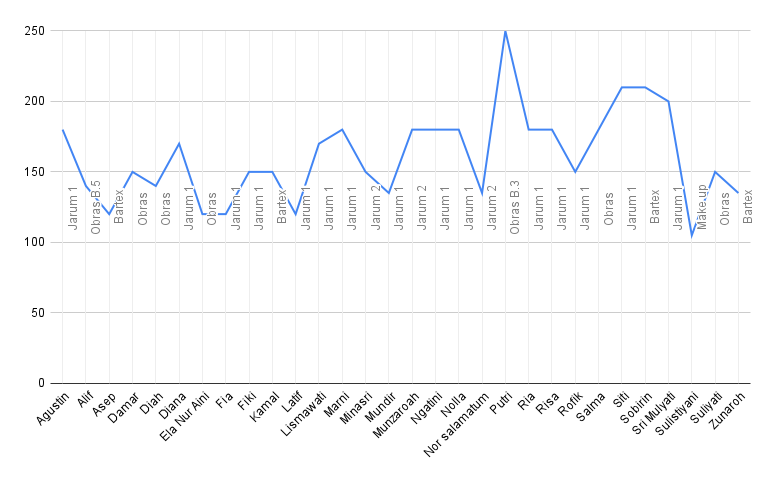 250
200
150
100
50
0
Jarum 1
Obras B.5
Bartex
Obras
Obras
Jarum 1
Obras
Jarum 1
Jarum 1
Bartex
Jarum 1
Jarum 1
Jarum 1
Jarum 2
Jarum 1
Jarum 2
Jarum 1
Jarum 1
Jarum 2
Obras B.3
Jarum 1
Jarum 1
Jarum 1
Obras
Jarum 1
Bartex
Jarum 1
Make up
Obras
Bartex
Agustin
Alif
Asep
Damar
Diah
Diana
Ela Nur Aini
Fia
Fiki
Kamal
Latif
Lismawati
Marni
Minasri
Mundir
Munzaroah
Ngatini
Nolla
Nor salamatum
Putri
Ria
Risa
Rofik
Salma
Siti
Sobirin
Sri Mulyati
Sulistiyani
Suliyati
Zunaroh